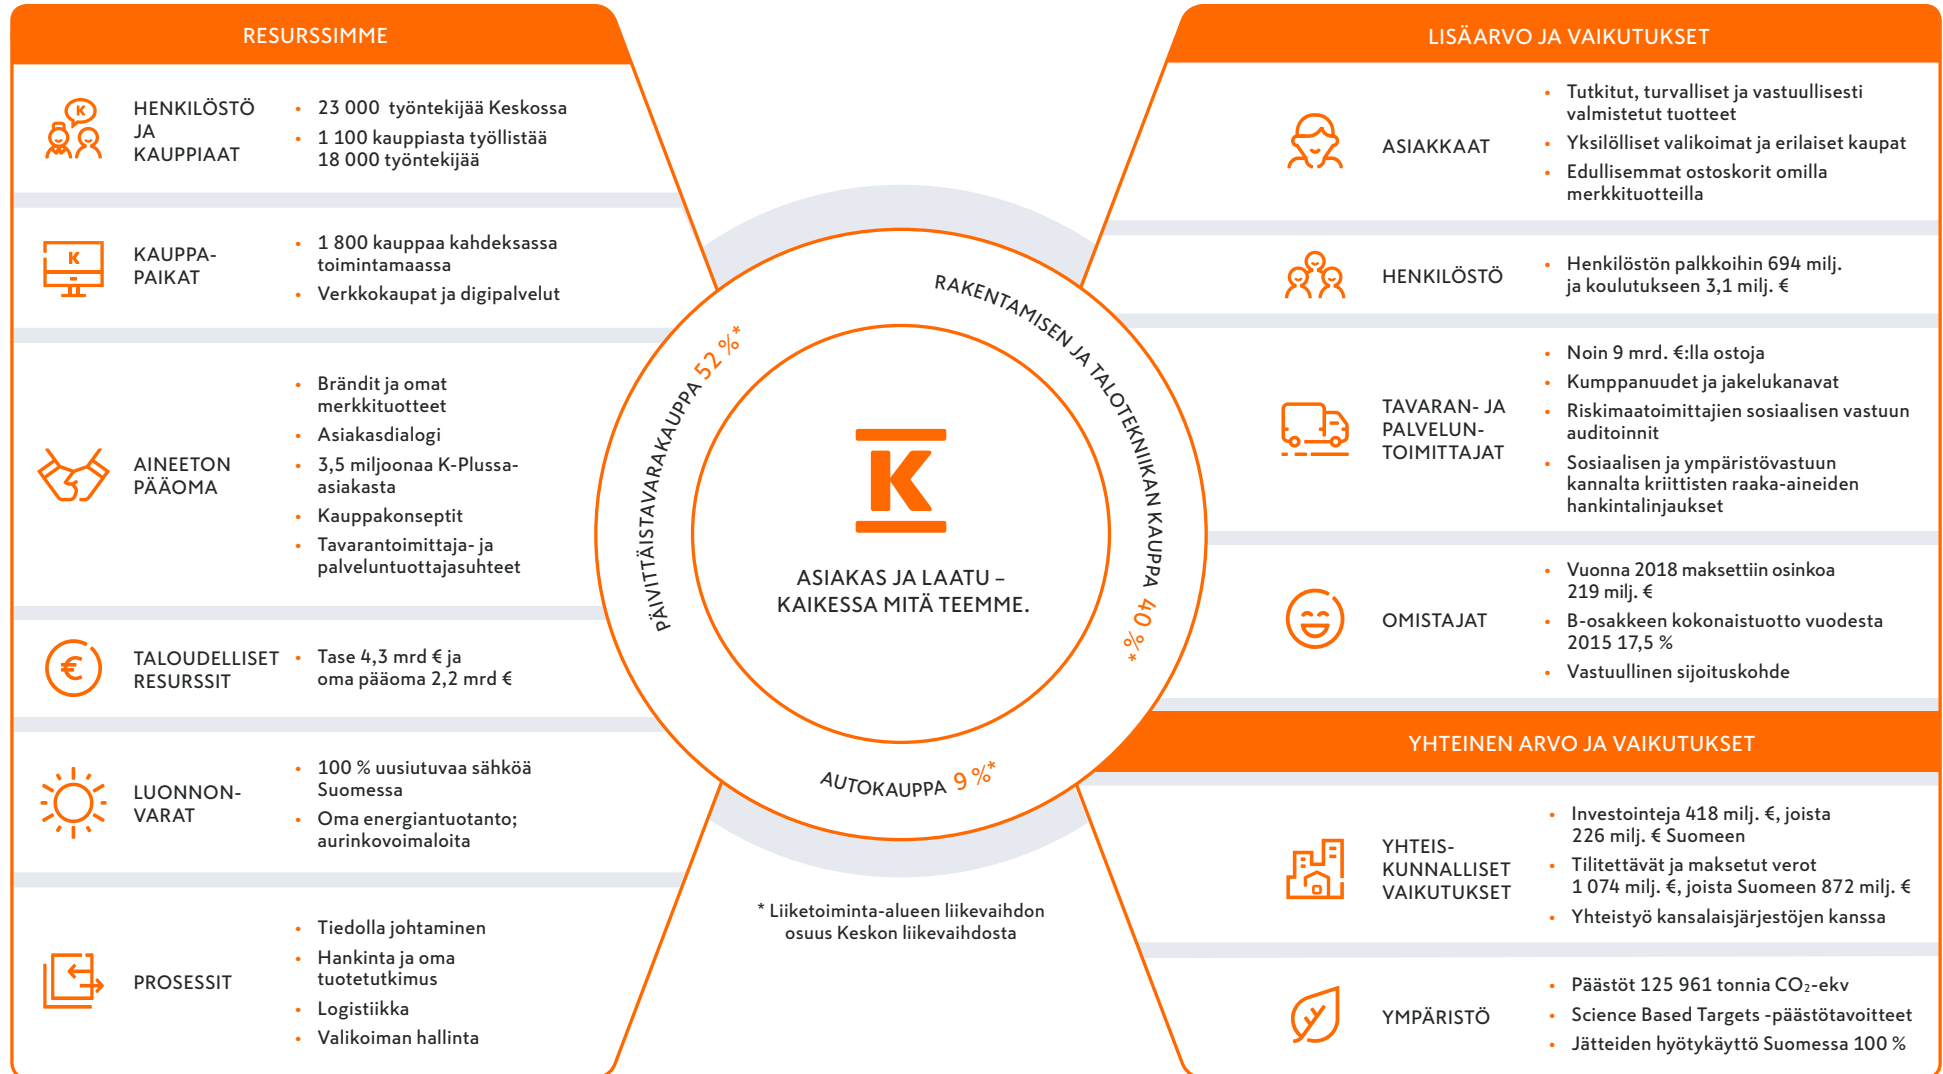 RESURSSIMME
HENKILÖSTÖ
JA
KAUPPIAAT
• 23 000 työntekijää Keskossa
• 1 100 kauppiasta työllistää
18 000 työntekijää
KAUPPA-
PAIKAT
• 1 800 kauppaa kahdeksassa
toimintamaassa
• Verkkokaupat ja digipalvelut
AINEETON
PÄÄOMA
• Brändit ja omat
merkkituotteet
• Asiakasdialogi
• 3,5 miljoonaa K-Plussa-
asiakasta
• Kauppakonseptit
• Tavarantoimittaja- ja
palveluntuottajasuhteet
TALOUDELLISET
RESURSSIT
• Tase 4,3 mrd € ja
oma pääoma 2,2 mrd €
LUONNON-
VARAT
• 100 % uusiutuvaa sähköä
Suomessa
• Oma energiantuotanto;
aurinkovoimaloita
PROSESSIT
• Tiedolla johtaminen
• Hankinta ja oma
tuotetutkimus
• Logistiikka
• Valikoiman hallinta
PÄIVITTÄISTAVARAKAUPPA 52 %*
RAKENTAMISEN JA TALOTEKNIIKAN KAUPPA 40 %*
AUTOKAUPPA 9 %*
K
ASIAKAS JA LAATU –
KAIKESSA MITÄ TEEMME.
* Liiketoiminta-alueen liikevaihdon
osuus Keskon liikevaihdosta
LISÄARVO JA VAIKUTUKSET
ASIAKKAAT
• Tutkitut, turvalliset ja vastuullisesti
valmistetut tuotteet
• Yksilölliset valikoimat ja erilaiset kaupat
• Edullisemmat ostoskorit omilla
merkkituotteilla
HENKILÖSTÖ
• Henkilöstön palkkoihin 694 milj.
ja koulutukseen 3,1 milj. €
TAVARAN- JA
PALVELUN-
TOIMITTAJAT
• Noin 9 mrd. €:lla ostoja
• Kumppanuudet ja jakelukanavat
• Riskimaatoimittajien sosiaalisen vastuun
auditoinnit
• Sosiaalisen ja ympäristövastuun
kannalta kriittisten raaka-aineiden
hankintalinjaukset
OMISTAJAT
• Vuonna 2018 maksettiin osinkoa
219 milj. €
• B-osakkeen kokonaistuotto vuodesta
2015 17,5 %
• Vastuullinen sijoituskohde
YHTEINEN ARVO JA VAIKUTUKSET
YHTEIS-
KUNNALLISET
VAIKUTUKSET
• Investointeja 418 milj. €, joista
226 milj. € Suomeen
• Tilitettävät ja maksetut verot
1 074 milj. €, joista Suomeen 872 milj. €
• Yhteistyö kansalaisjärjestöjen kanssa
YMPÄRISTÖ
• Päästöt 125 961 tonnia CO₂-ekv
• Science Based Targets -päästötavoitteet
• Jätteiden hyötykäyttö Suomessa 100 %